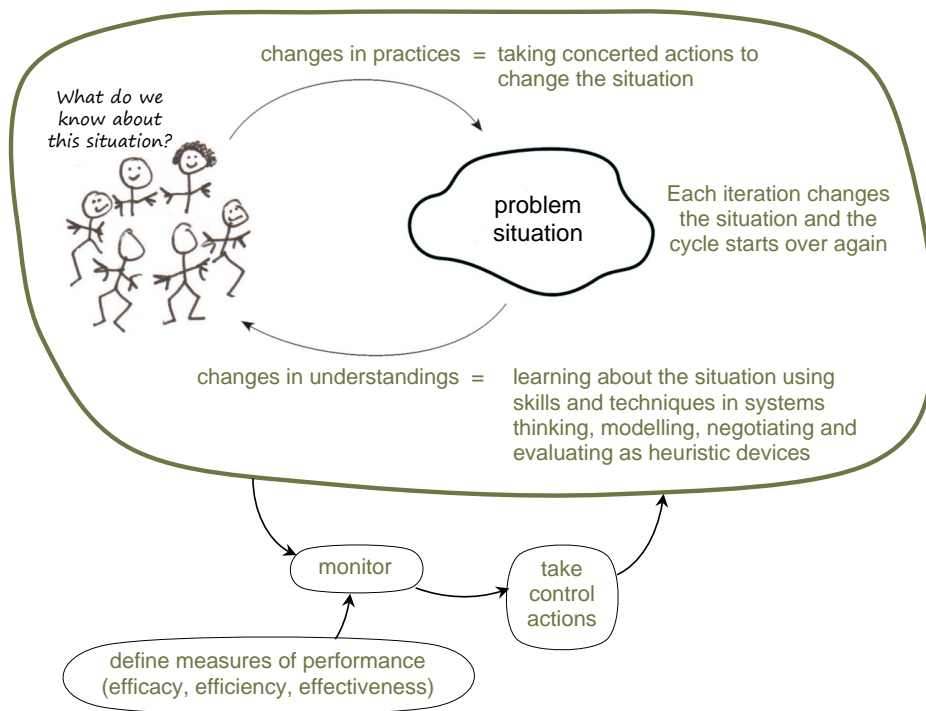 changes in practices = taking concerted actions to
change the situation
What do we
know about
this situation?
problem
situation
Each iteration changes
the situation and the
cycle starts over again
changes in understandings = learning about the situation using
skills and techniques in systems
thinking, modelling, negotiating and
evaluating as heuristic devices
monitor
take
control
actions
define measures of performance
(efficacy, efficiency, effectiveness)